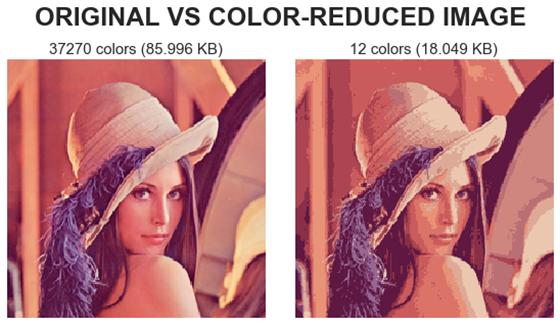 ORIGINAL VS COLOR-REDUCED IMAGE
37270 colors (85.996 KB)
12 colors (18.049 KB)